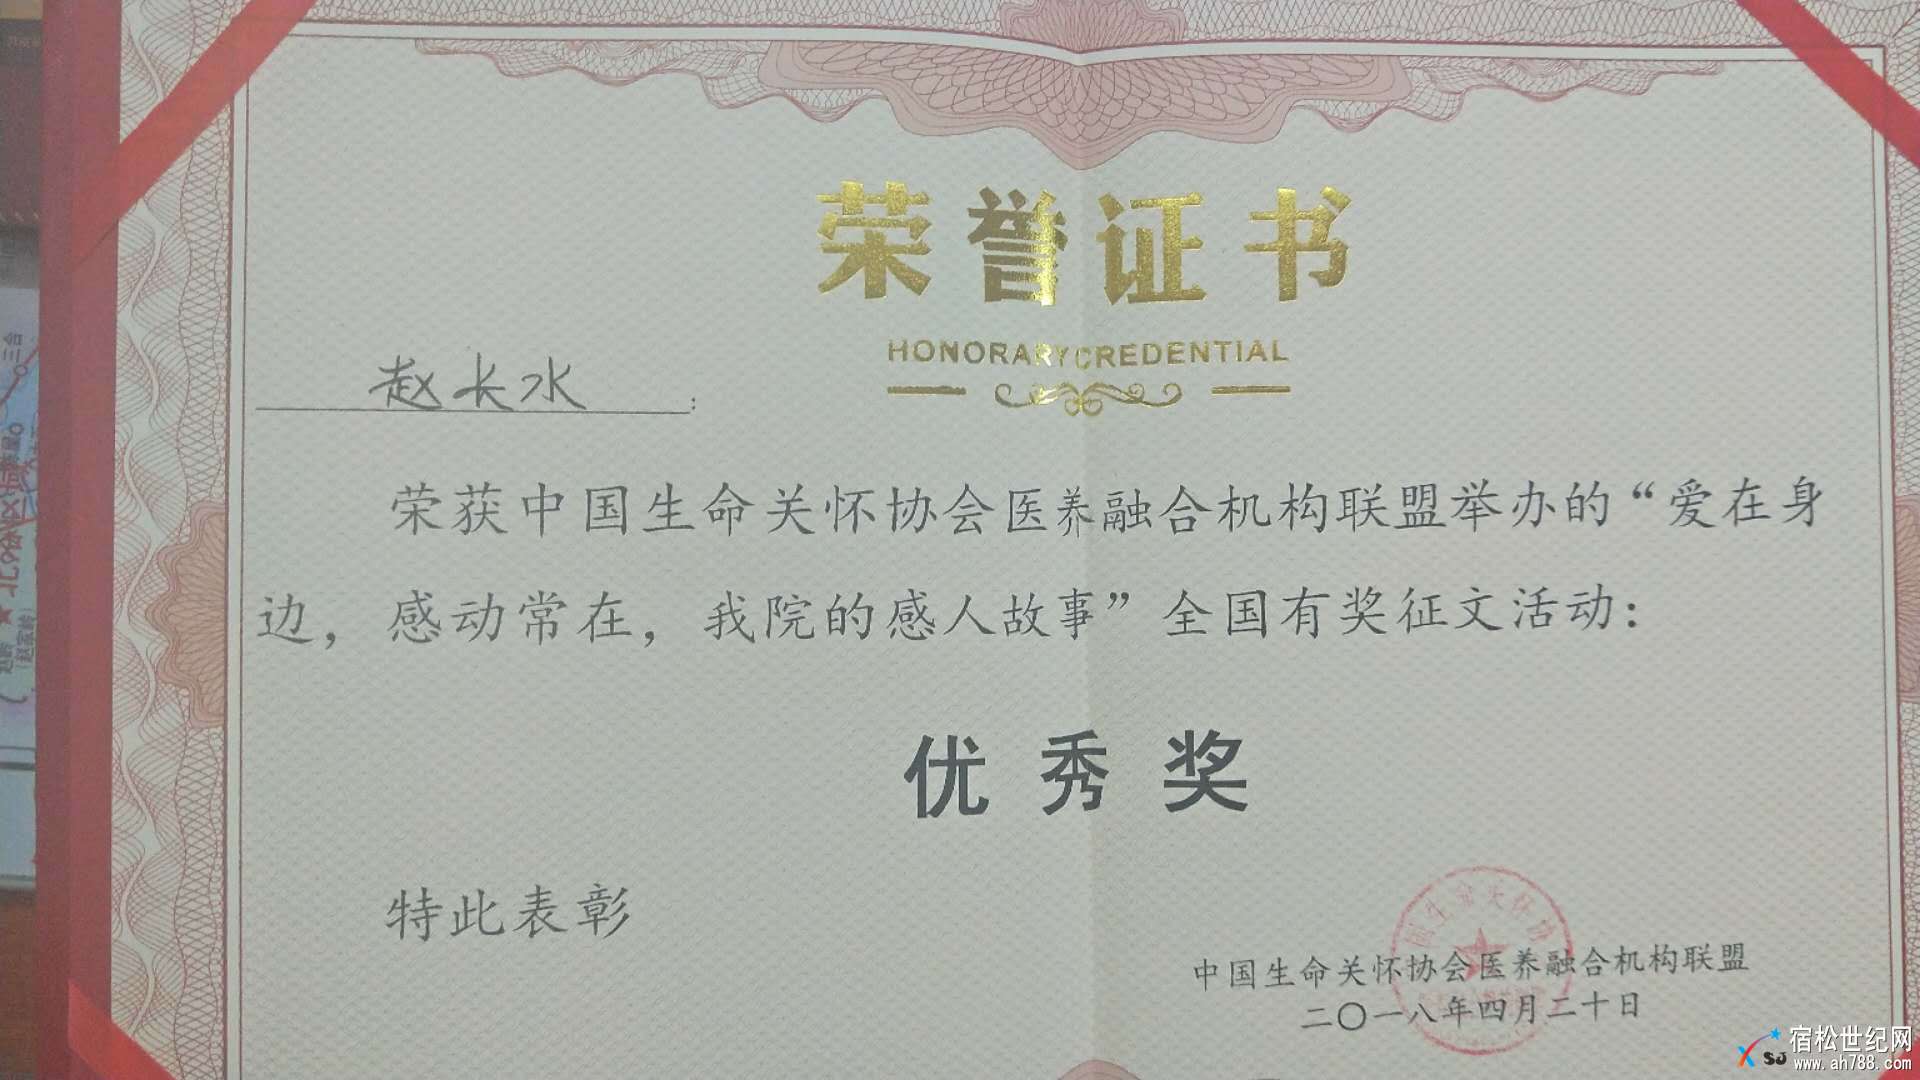 荣誉证书
HONORARY CREDENTIAL
赵长水：
荣获中国生命关怀协会医养融合机构联盟举办的“爱在身
边，感动常在，我院的感人故事”全国有奖征文活动：
优秀奖
特此表彰
中国生命关怀协会医养融合机构联盟
二〇一八年四月二十日
宿松世纪网
www.ah788.com